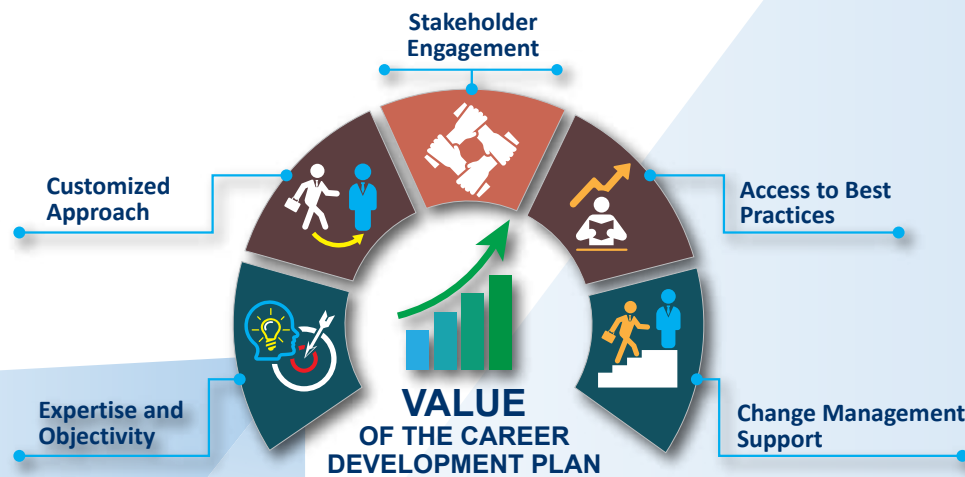 Stakeholder
Engagement
Customized
Approach
Access to Best
Practices
Expertise and
Objectivity
Change Management
Support
VALUE
OF THE CAREER
DEVELOPMENT PLAN